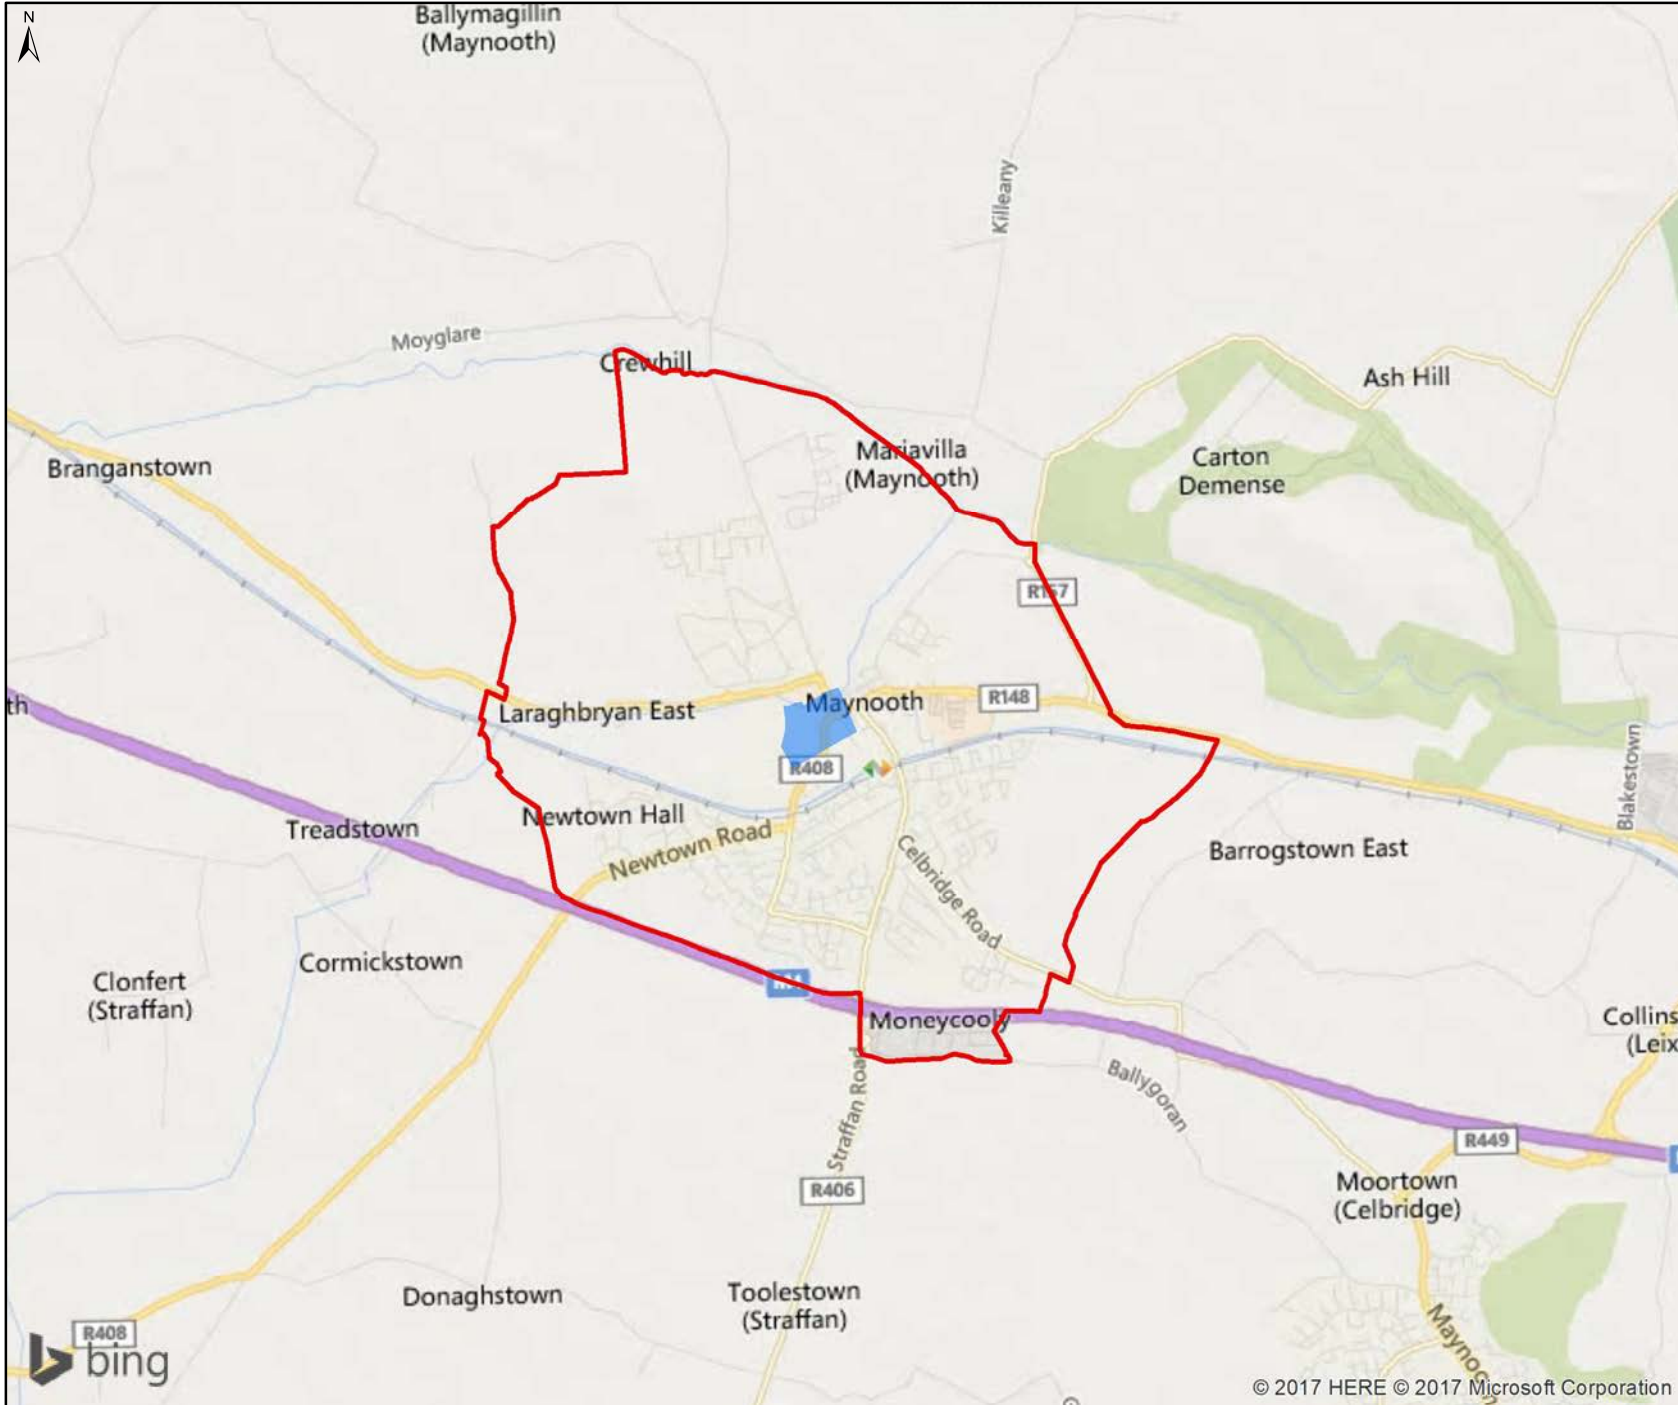 N
Ballymagillin
(Maynooth)
Killeany
Moyglare
Crewhill
Ash Hill
Mariavilla
(Maynooth)
Carton
Demense
Branganstown
R157
th
Laraghbryan East
Maynooth
R148
R408
Blakestown
Newtown Hall
Treadstown
Newtown Road
Celbridge Road
Barrogstown East
Cormickstown
Clonfert
(Straffan)
Moneycooly
Collins
(Leix
Straffan Road
Ballygoran
R449
R406
Moortown
(Celbridge)
Donaghstown
Toolestown
(Straffan)
R408
bing
© 2017 HERE © 2017 Microsoft Corporation